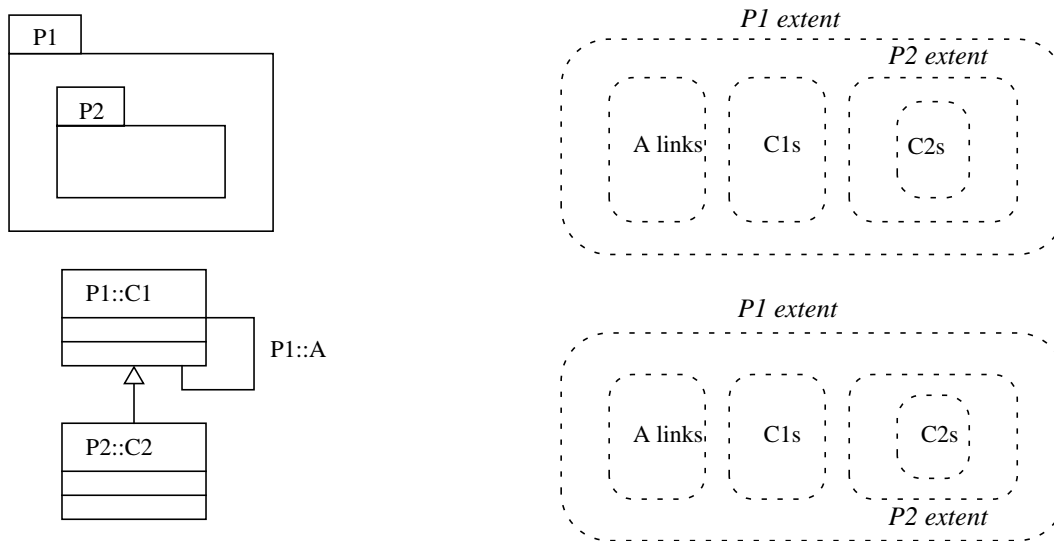 P1
P2
P1::C1
P1::A
P2::C2
P1 extent
P2 extent
A links
C1s
C2s
P1 extent
A links
C1s
C2s
P2 extent